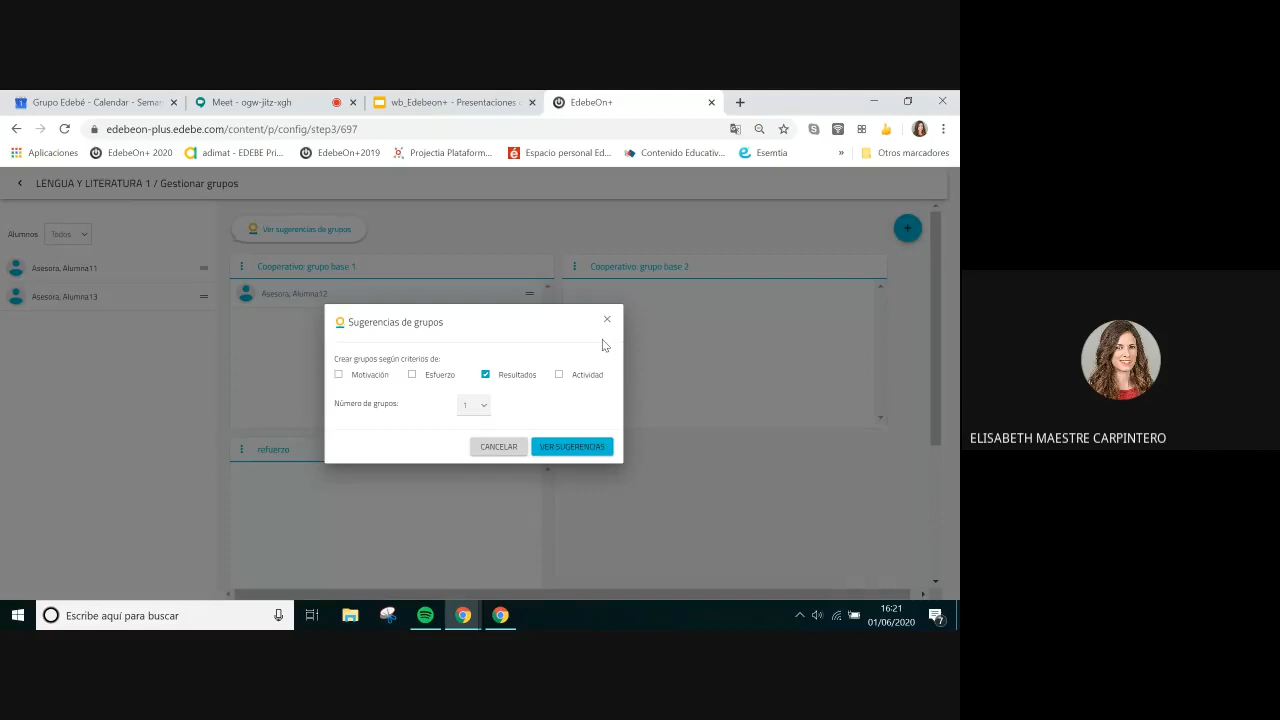 Grupo Edebé - Calendar - Sema
Meet - ogw-jitz-xgh
wb_Edebeon+ - Presentaciones d
EdebeOn+
edebeon-plus.edebe.com/content/p/config/step3/697
Aplicaciones
EdebeOn+ 2020
adimat - EDEBE Pri...
EdebeOn+2019
Projectia Plataform...
Espacio personal Ed...
Contenido Educativ...
Esemtia
»
Otros marcadores
LENGUA Y LITERATURA 1 / Gestionar grupos
Alumnos
Todos
Ver sugerencias de grupos
+
Asesora, Alumna11
Asesora, Alumna13
Cooperativo: grupo base 1
Cooperativo: grupo base 2
Asesora, Alumna12
Sugerencias de grupos
Crear grupos según criterios de:
Motivación
Esfuerzo
Resultados
Actividad
Número de grupos:
1
CANCELAR
VER SUGERENCIAS
refuerzo
ELISABETH MAESTRE CARPINTERO
Escribe aquí para buscar
16:21
01/06/2020
7